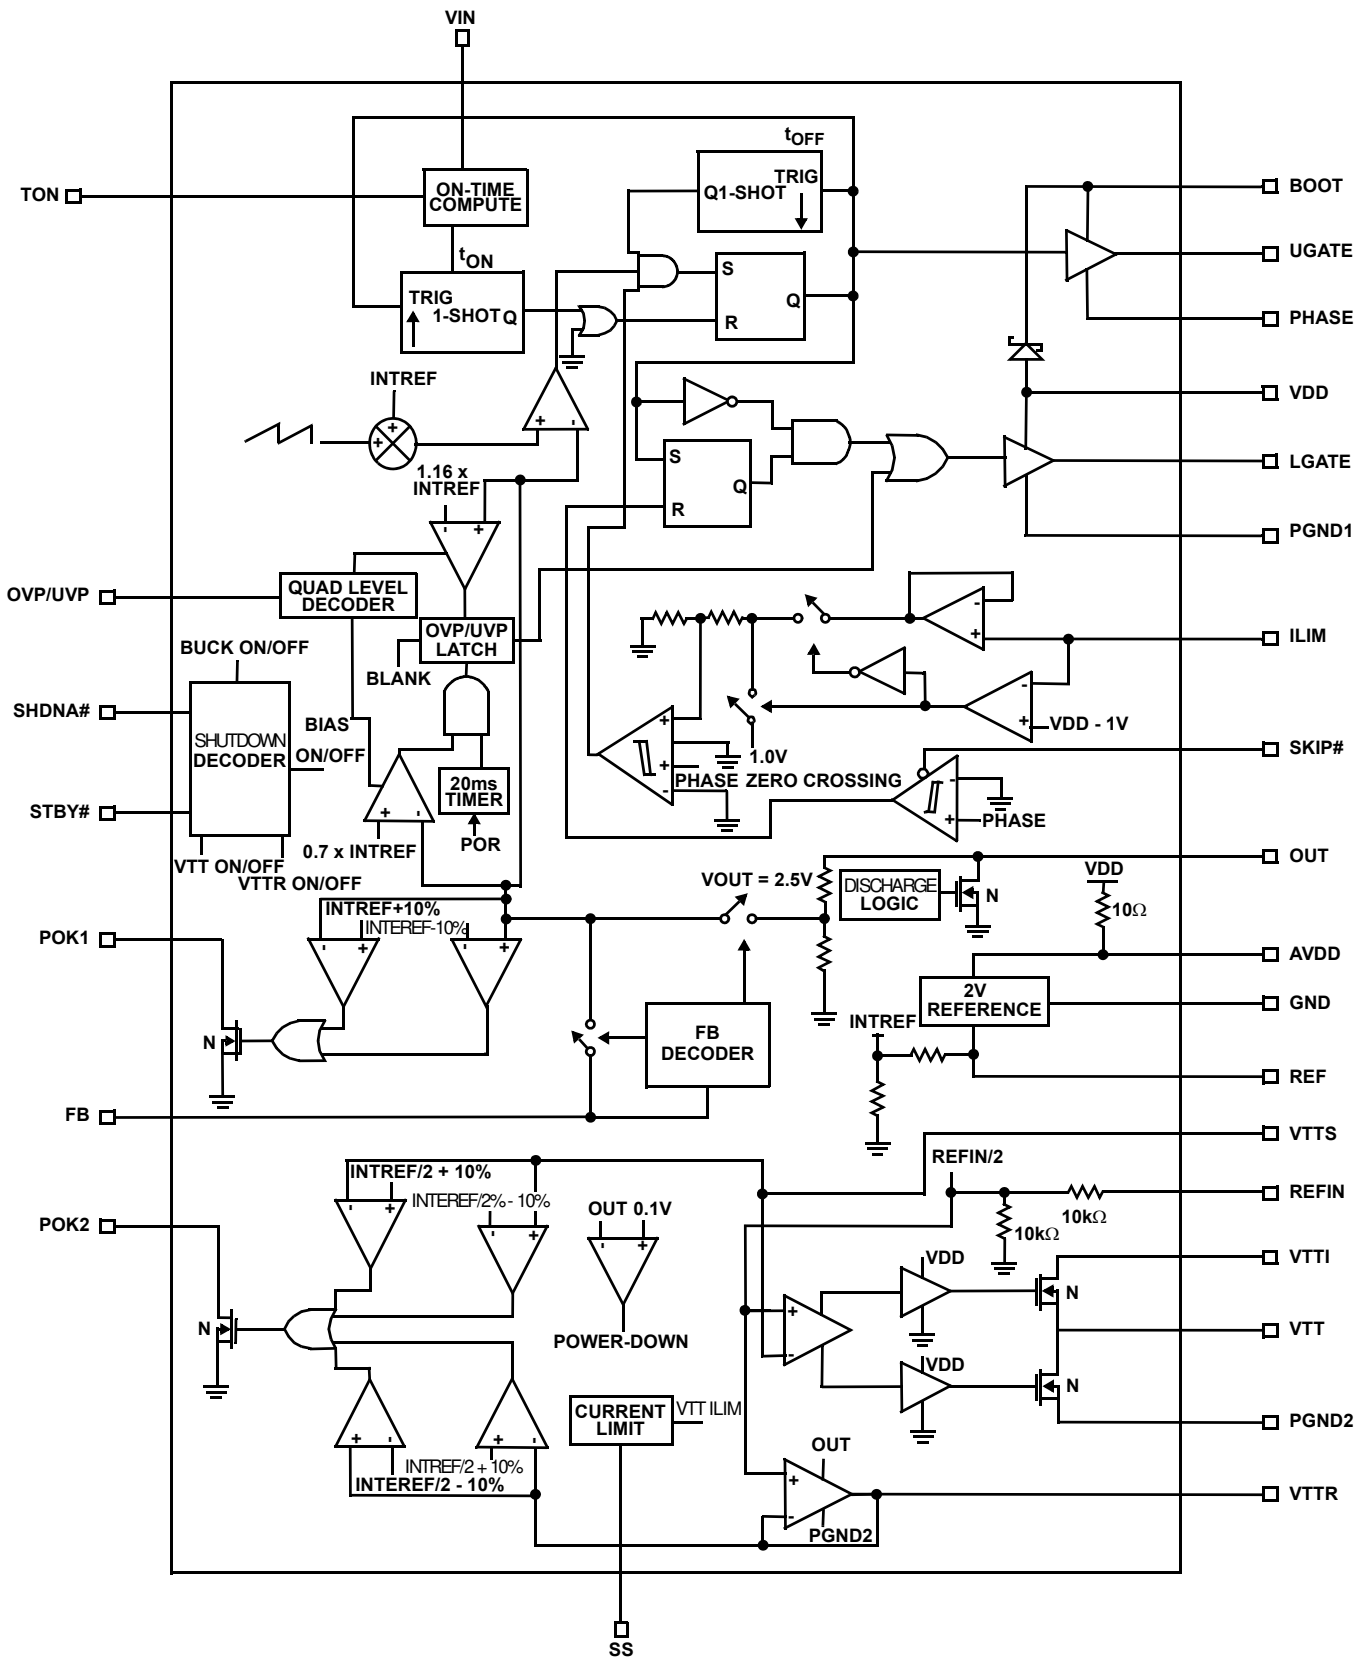 VIN
tOFF
TON
ON-TIME
COMPUTE
TRIG
Q1-SHOT
BOOT
UGATE
tON
TRIG
1-SHOT Q
S
Q
R
PHASE
INTREF
+
+
+
-
VDD
1.16 x
INTREF
-
+
S
Q
R
LGATE
PGND1
OVP/UVP
QUAD LEVEL
DECODER
OVP/UVP
LATCH
BLANK
-
+
ILIM
BUCK ON/OFF
SHDNA#
SHUTDOWN
DECODER
BIAS
ON/OFF
-
+
VDD - 1V
1.0V
+
+
-
PHASE ZERO CROSSING
SKIP#
-
+
PHASE
20ms
TIMER
POR
STBY#
+
-
0.7 x INTREF
VTT ON/OFF
VTTR ON/OFF
VOUT = 2.5V
DISCHARGE
LOGIC
N
OUT
VDD
10Ω
INTREF+10%
INTEREF-10%
-
+
-
+
POK1
N
AVDD
2V
REFERENCE
GND
INTREF
FB
DECODER
REF
FB
VTTS
REFIN/2
INTREF/2 + 10%
INTEREF/2% - 10%
-
+
-
+
OUT 0.1V
-
+
REFIN
10kΩ
10kΩ
POK2
N
POWER-DOWN
VDD
VTTI
N
+
-
VTT
VDD
N
PGND2
CURRENT
LIMIT
VTT ILIM
+
-
+
-
INTREF/2 + 10%
INTEREF/2 - 10%
OUT
+
-
PGND2
VTTR
SS